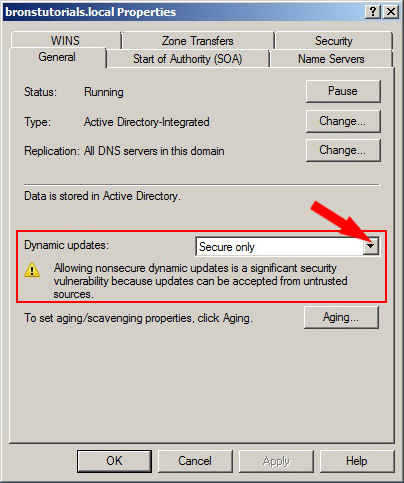 bronstutorials.local Properties
WINS
Zone Transfers
Security
General
Start of Authority (SOA)
Name Servers
Status: Running
Pause
Type: Active Directory-Integrated
Change...
Replication: All DNS servers in this domain
Change...
Data is stored in Active Directory.
Dynamic updates: Secure only
Allowing nonsecure dynamic updates is a significant security
vulnerability because updates can be accepted from untrusted
sources.
To set aging/scavenging properties, click Aging.
Aging...
OK
Cancel
Apply
Help